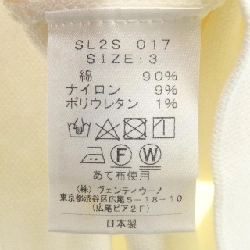 SL2S 017
SIZE:3
綿 90%
ナイロン 9%
ポリウレタン 1%
F W
あて布使用
(株) ヴェンティウーノ
東京都渋谷区広尾5-18-10
(広尾ピア2F)
日本製